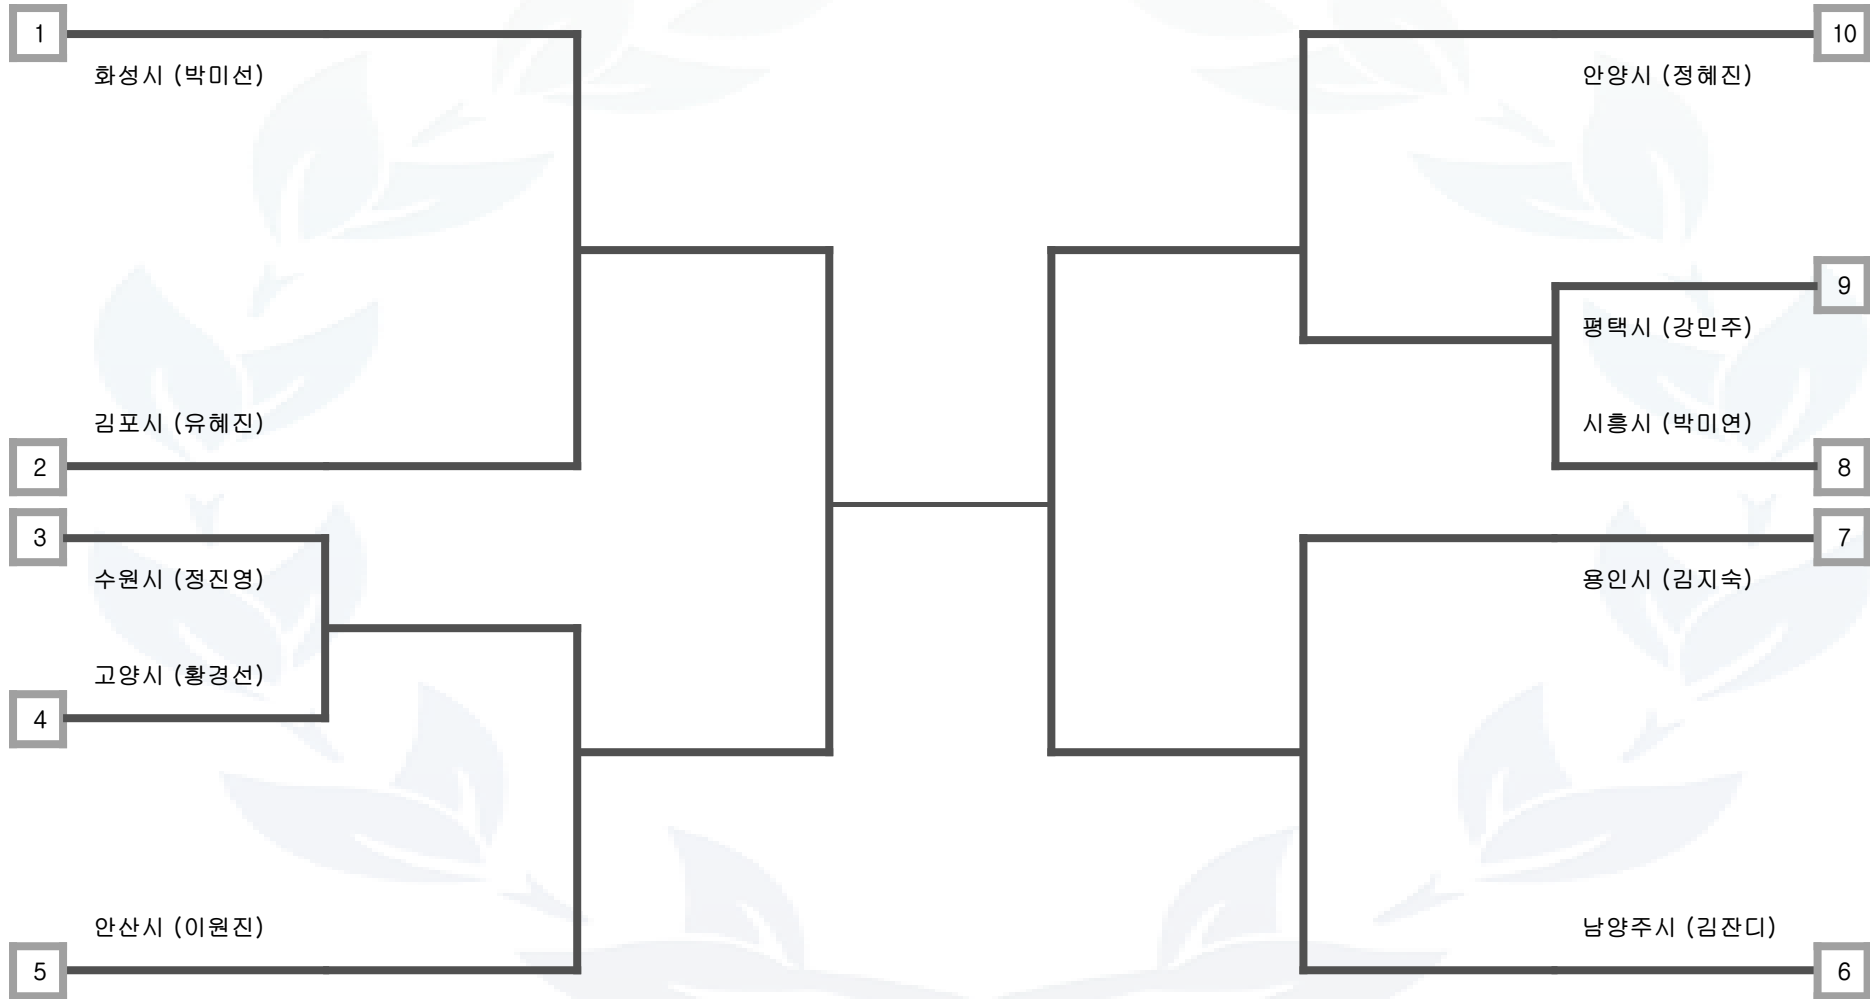 1
화성시 (박미선)
김포시 (유혜진)
2
3
수원시 (정진영)
고양시 (황경선)
4
안산시 (이원진)
5
10
안양시 (정혜진)
9
평택시 (강민주)
시흥시 (박미연)
8
7
용인시 (김지숙)
남양주시 (김잔디)
6